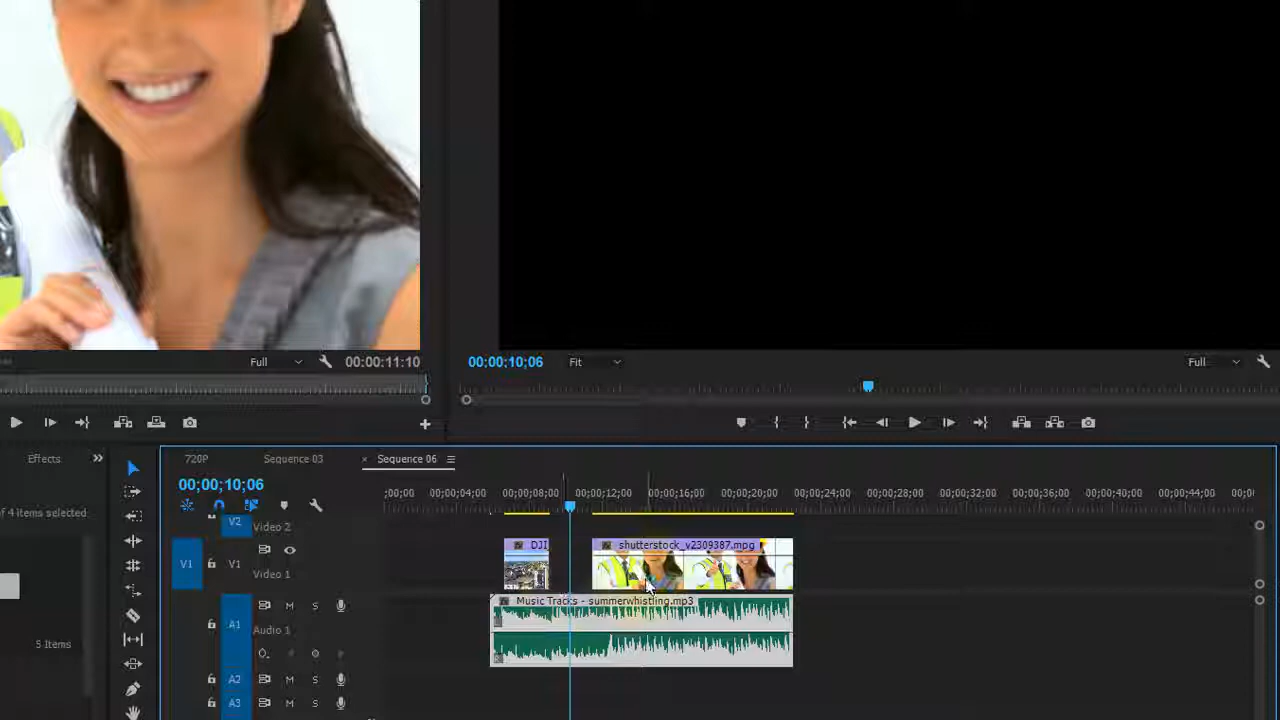 Full 00:00:11:10
00;00;10;06 Fit Full
Effects
720P Sequence 03 × Sequence 06
00;00;10;06
;00;00 00;00;04;00 00;00;08;00 00;00;12;00 00;00;16;00 00;00;20;00 00;00;24;00 00;00;28;00 00;00;32;00 00;00;36;00 00;00;40;00 00;00;44;00 00;0
of 4 items selected
V2 Video 2
V1 V1 Video 1
DJI shutterstock_v2309387.mpg
A1 M S Audio 1
Music Tracks - summerwhistling.mp3
5 Items
A2 M S
A3 M S